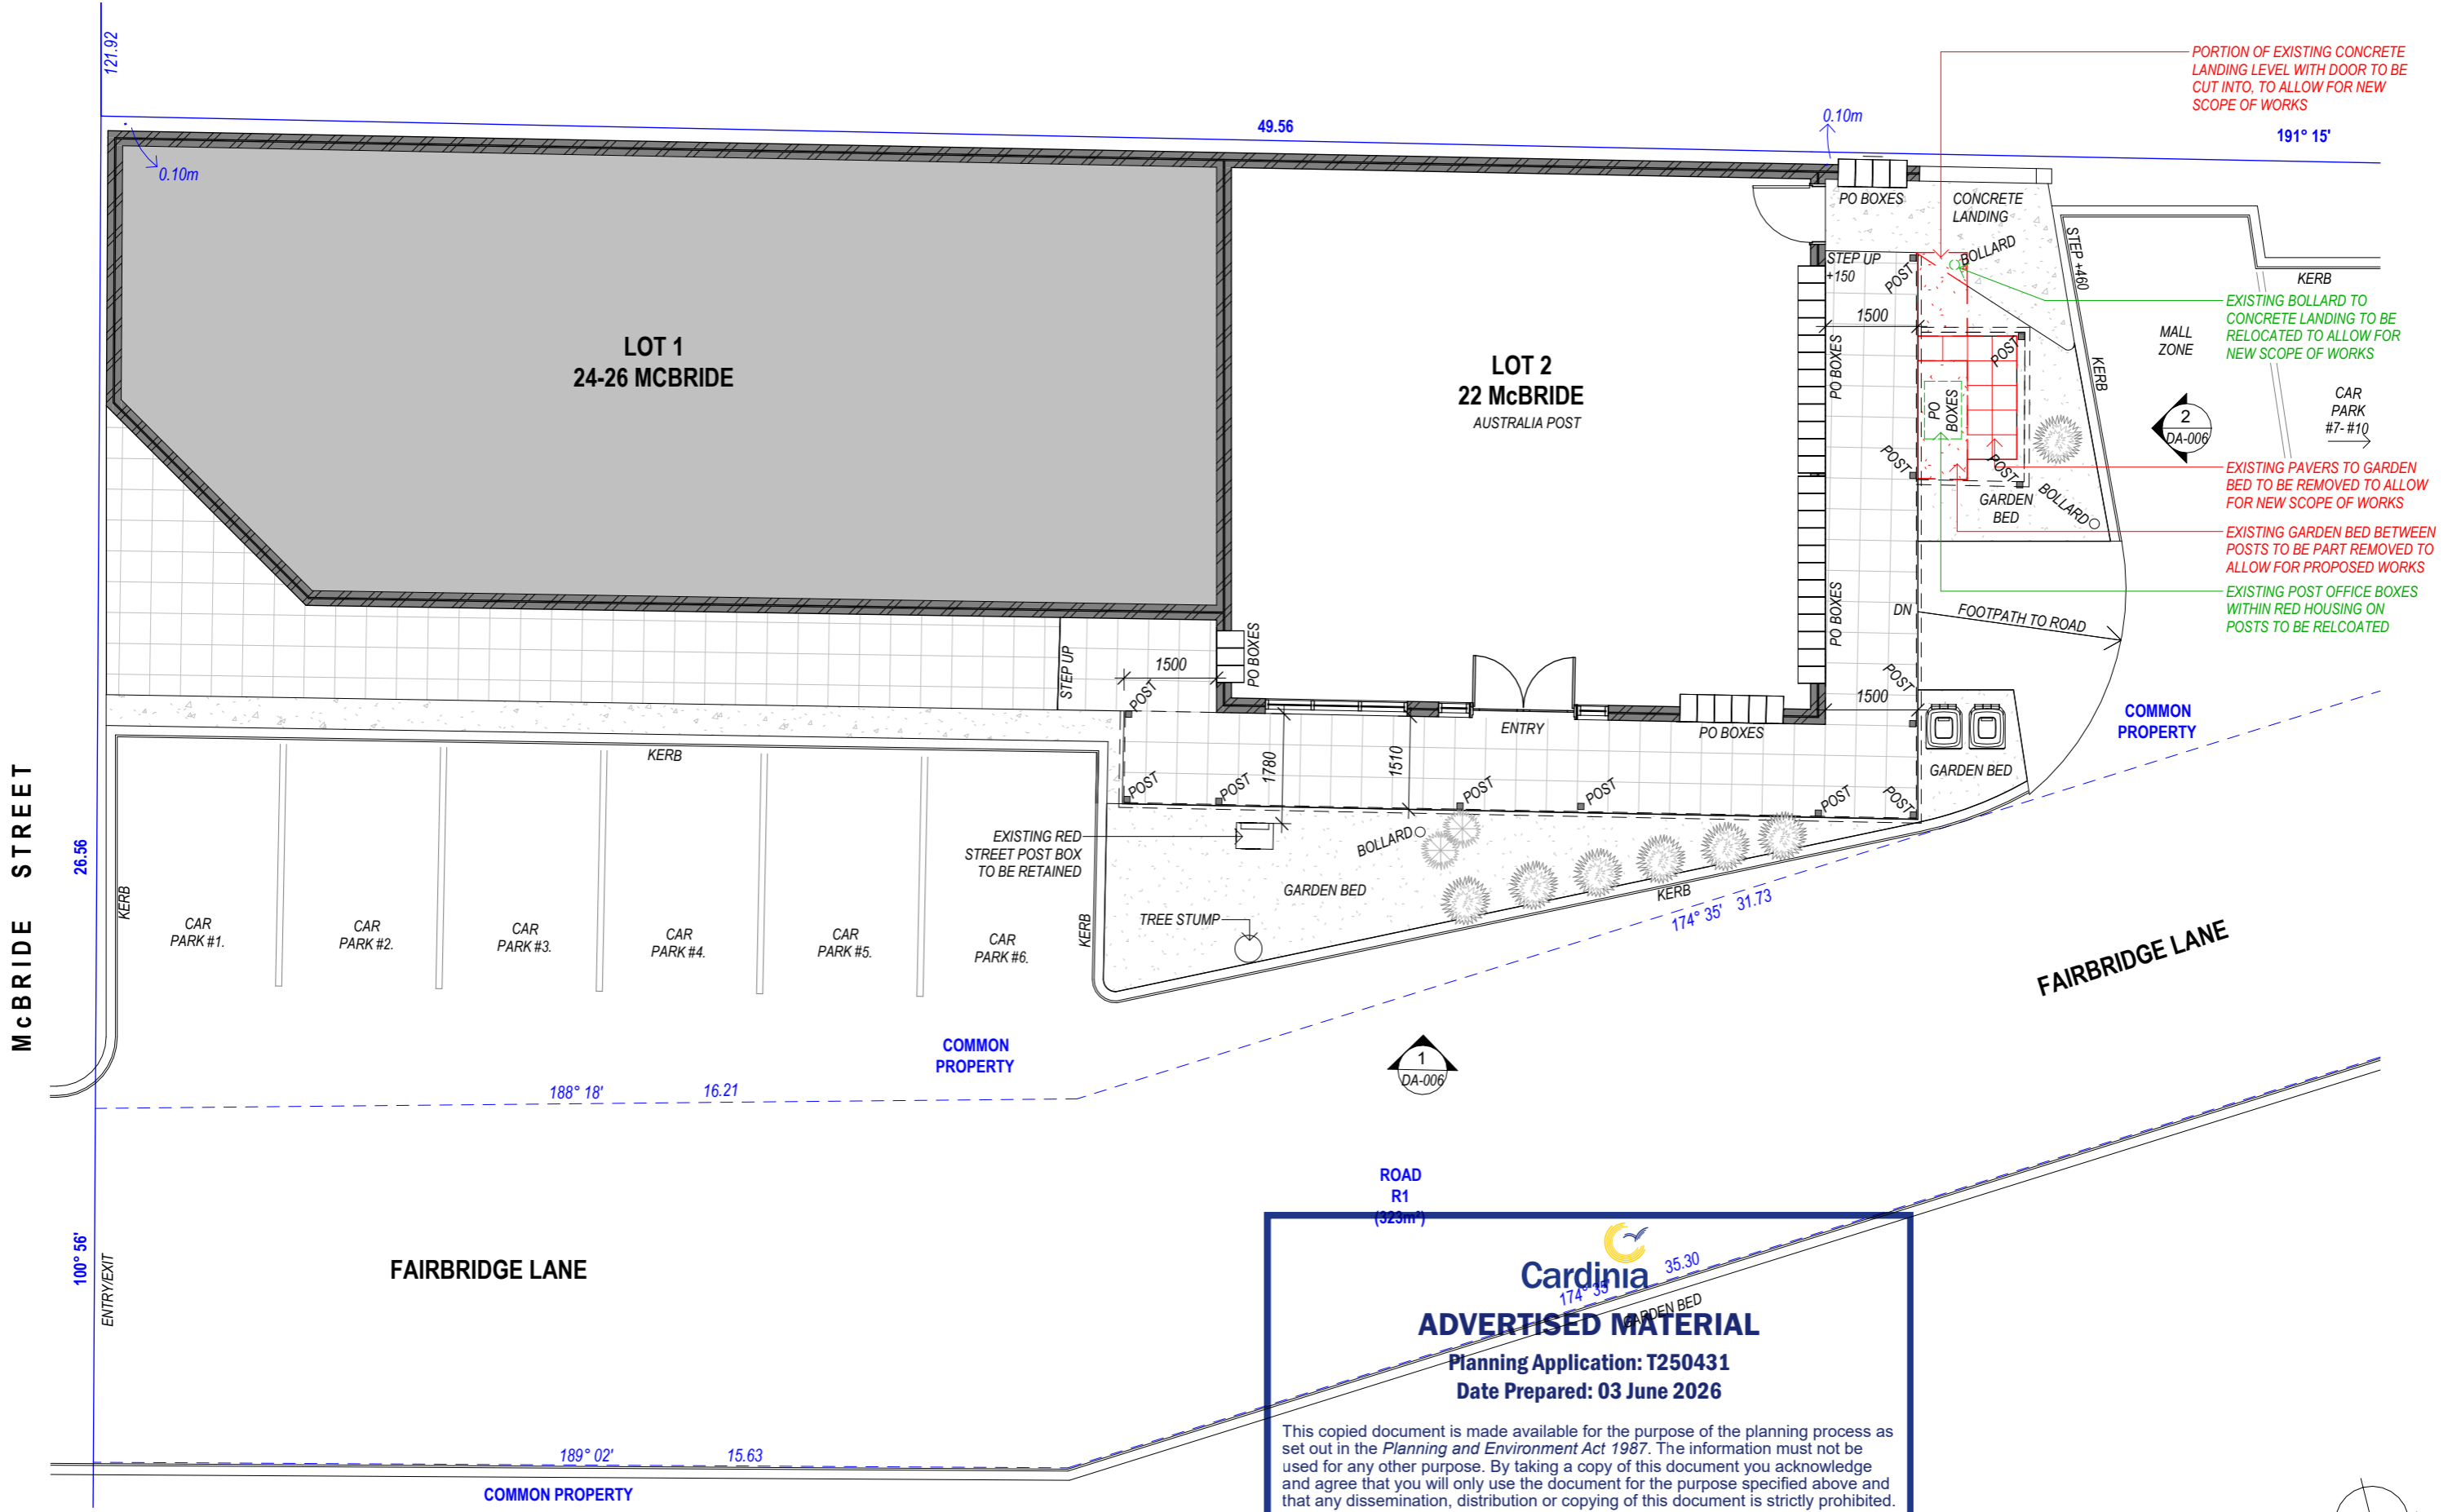 121.92
0.10m
49.56
0.10m
191° 15'
PORTION OF EXISTING CONCRETE
LANDING LEVEL WITH DOOR TO BE
CUT INTO, TO ALLOW FOR NEW
SCOPE OF WORKS
PO BOXES
CONCRETE
LANDING
BOLLARD
STEP +460
KERB
STEP UP
+150
POST
1500
EXISTING BOLLARD TO
CONCRETE LANDING TO BE
RELOCATED TO ALLOW FOR
NEW SCOPE OF WORKS
MALL
ZONE
KERB
CAR
PARK
#7- #10
2
DA-006
LOT 1
24-26 MCBRIDE
LOT 2
22 McBRIDE
AUSTRALIA POST
PO BOXES
POST
PO
BOXES
POST
POST
GARDEN
BED
BOLLARD
EXISTING PAVERS TO GARDEN
BED TO BE REMOVED TO ALLOW
FOR NEW SCOPE OF WORKS
EXISTING GARDEN BED BETWEEN
POSTS TO BE PART REMOVED TO
ALLOW FOR PROPOSED WORKS
EXISTING POST OFFICE BOXES
WITHIN RED HOUSING ON
POSTS TO BE RELCOATED
DN
FOOTPATH TO ROAD
PO BOXES
STEP UP
1500
PO BOXES
POST
POST
1500
COMMON
PROPERTY
ENTRY
PO BOXES
1780
1510
GARDEN BED
KERB
POST
POST
POST
POST
POST
POST
EXISTING RED
STREET POST BOX
TO BE RETAINED
BOLLARD
GARDEN BED
KERB
174° 35' 31.73
TREE STUMP
McBRIDE STREET
26.56
KERB
CAR
PARK #1.
CAR
PARK #2.
CAR
PARK #3.
CAR
PARK #4.
CAR
PARK #5.
CAR
PARK #6.
KERB
FAIRBRIDGE LANE
COMMON
PROPERTY
1
DA-006
188° 18' 16.21
ROAD
R1
(323m²)
100° 56'
ENTRY/EXIT
FAIRBRIDGE LANE
Cardinia
174° 35' 35.30
GARDEN BED
ADVERTISED MATERIAL
Planning Application: T250431
Date Prepared: 03 June 2026
This copied document is made available for the purpose of the planning process as
set out in the Planning and Environment Act 1987. The information must not be
used for any other purpose. By taking a copy of this document you acknowledge
and agree that you will only use the document for the purpose specified above and
that any dissemination, distribution or copying of this document is strictly prohibited.
189° 02' 15.63
COMMON PROPERTY